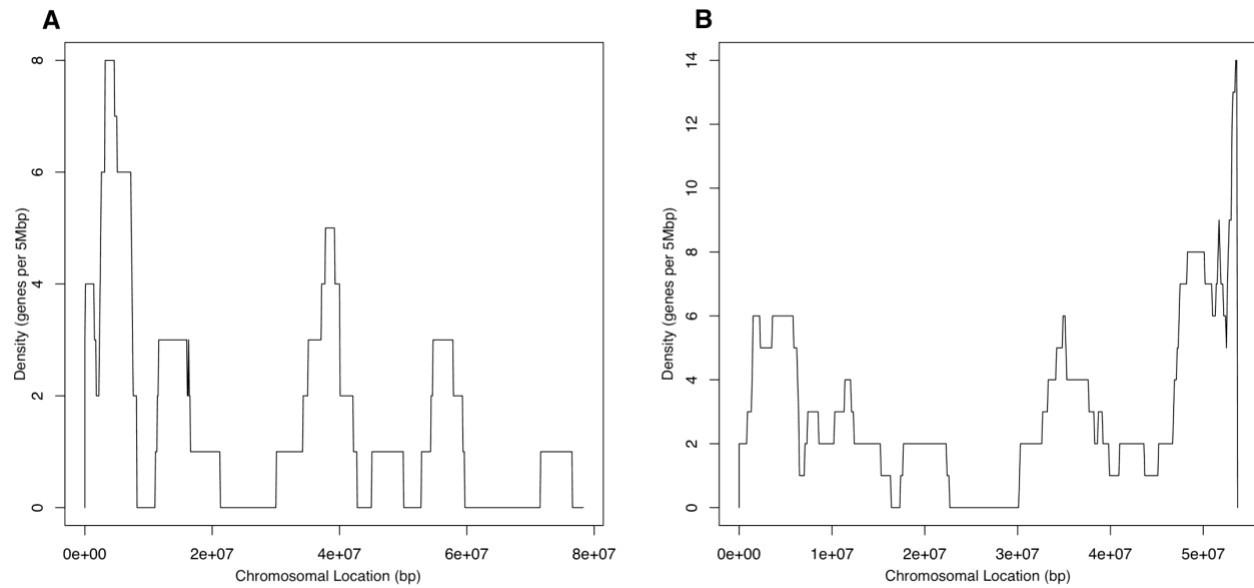 A
8
6
4
2
0
Density (genes per 5Mbp)
0e+00 2e+07 4e+07 6e+07 8e+07
Chromosomal Location (bp)
B
14
12
10
8
6
4
2
0
Density (genes per 5Mbp)
0e+00 1e+07 2e+07 3e+07 4e+07 5e+07
Chromosomal Location (bp)